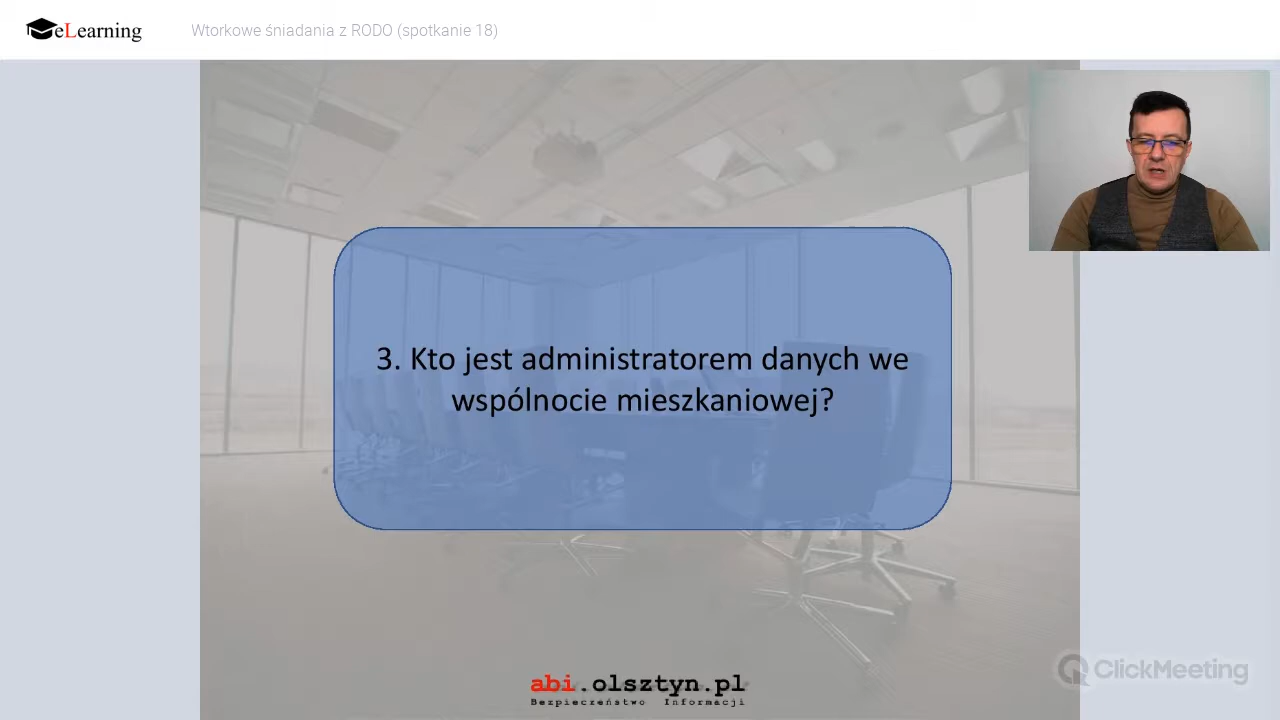 eLearning
Wtorkowe śniadania z RODO (spotkanie 18)
3. Kto jest administratorem danych we
wspólnocie mieszkaniowej?
abi.olsztyn.pl
Bezpieczeństwo Informacji
ClickMeeting